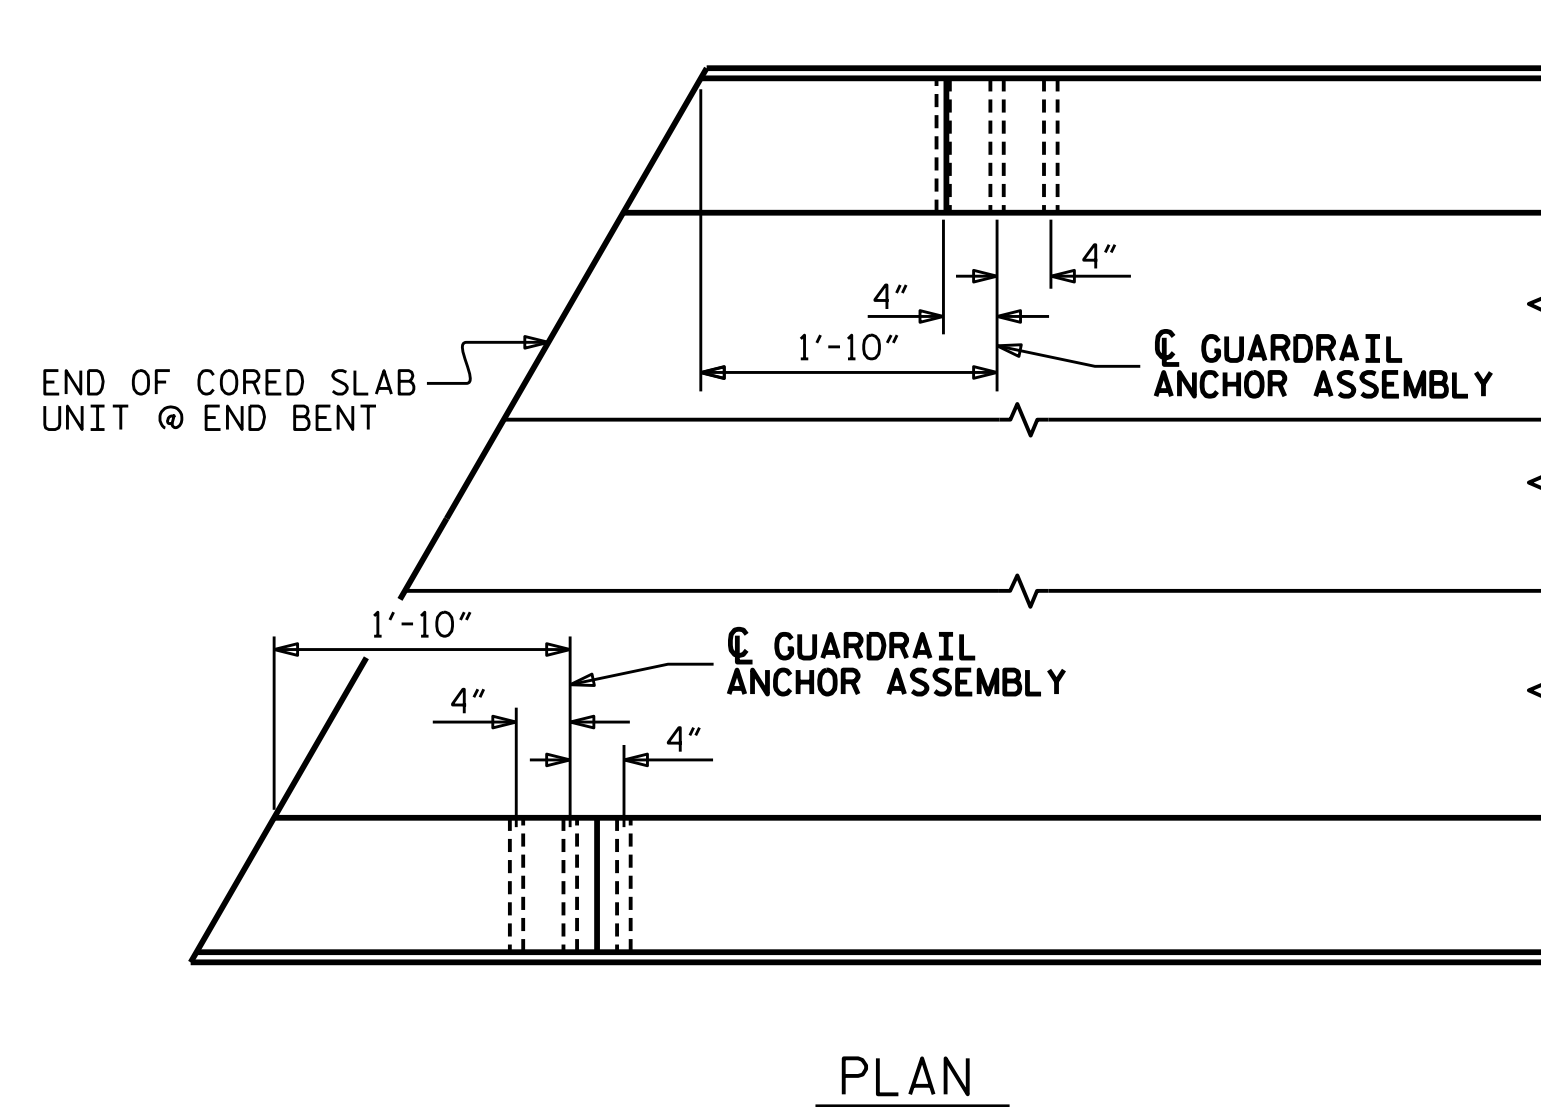 4″
4″
1′-10″
℄ GUARDRAIL
ANCHOR ASSEMBLY
END OF CORED SLAB
UNIT @ END BENT
1′-10″
℄ GUARDRAIL
ANCHOR ASSEMBLY
4″
4″
PLAN